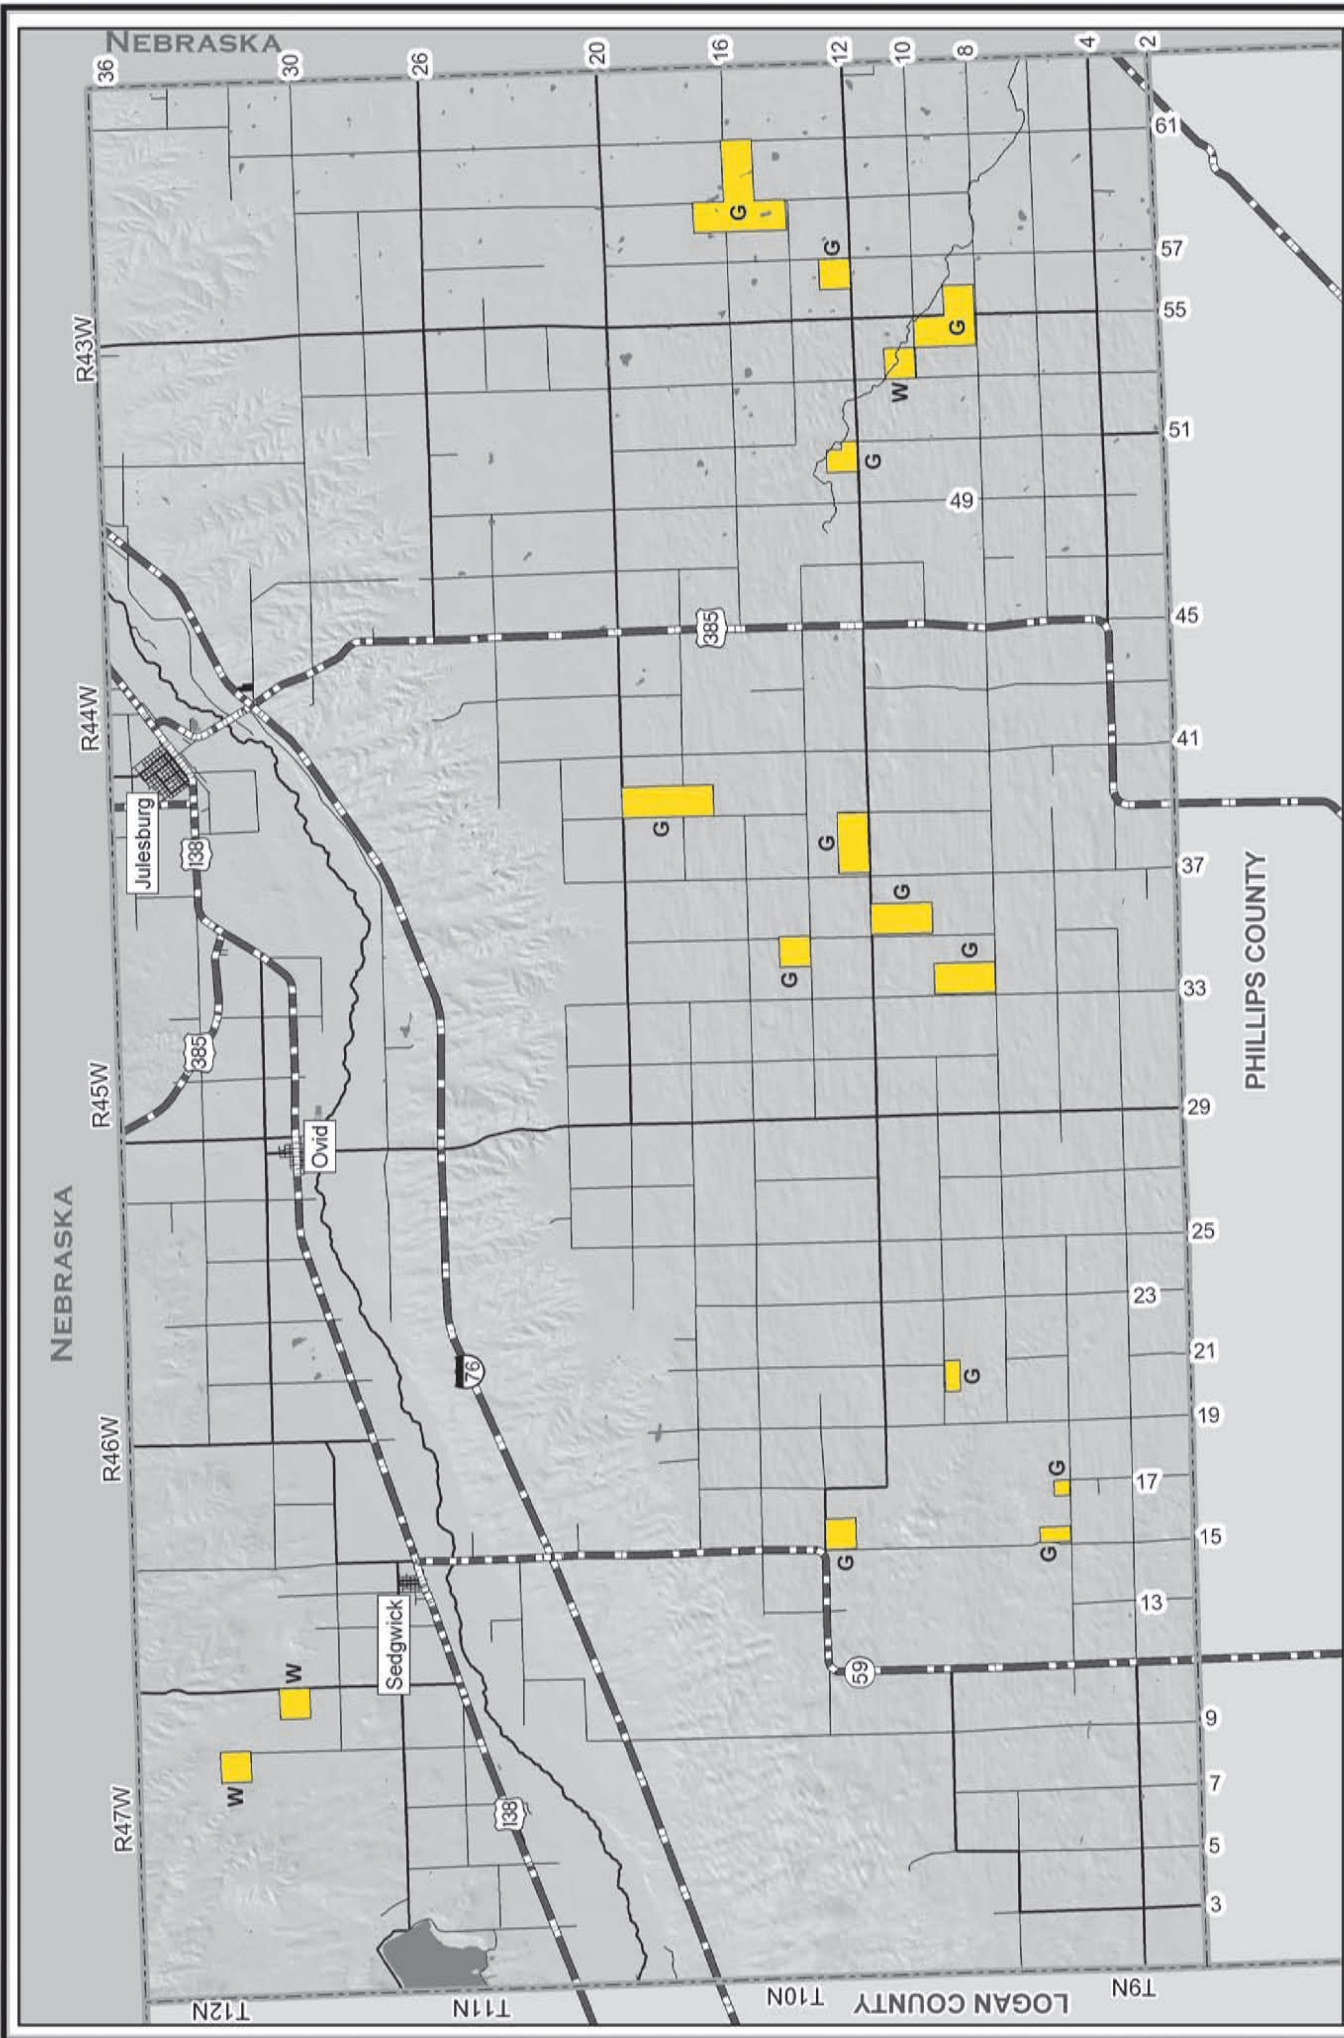 NEBRASKA
NEBRASKA
R47W
R46W
R45W
R44W
R43W
36
30
26
20
16
12
10
8
4
2
T12N
T11N
T10N
T9N
LOGAN COUNTY
PHILLIPS COUNTY
Julesburg
138
385
Ovid
Sedgwick
138
76
385
59
W
W
G
G
G
W
G
G
G
G
G
G
G
G
G
G
G
G
3
5
7
9
13
15
17
19
21
23
25
29
33
37
41
45
49
51
55
57
61